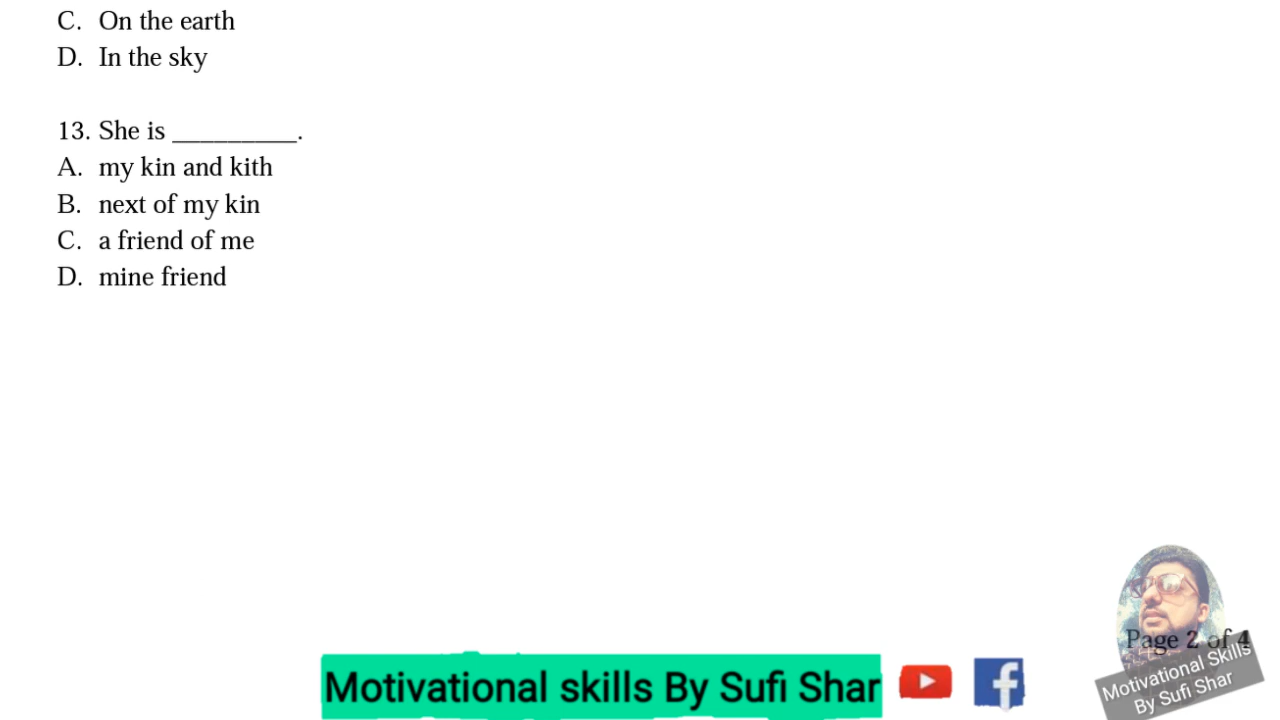 C. On the earth
D. In the sky
13. She is _________.
A. my kin and kith
B. next of my kin
C. a friend of me
D. mine friend
Page 2 of 4
Motivational Skills
By Sufi Shar
Motivational skills By Sufi Shar